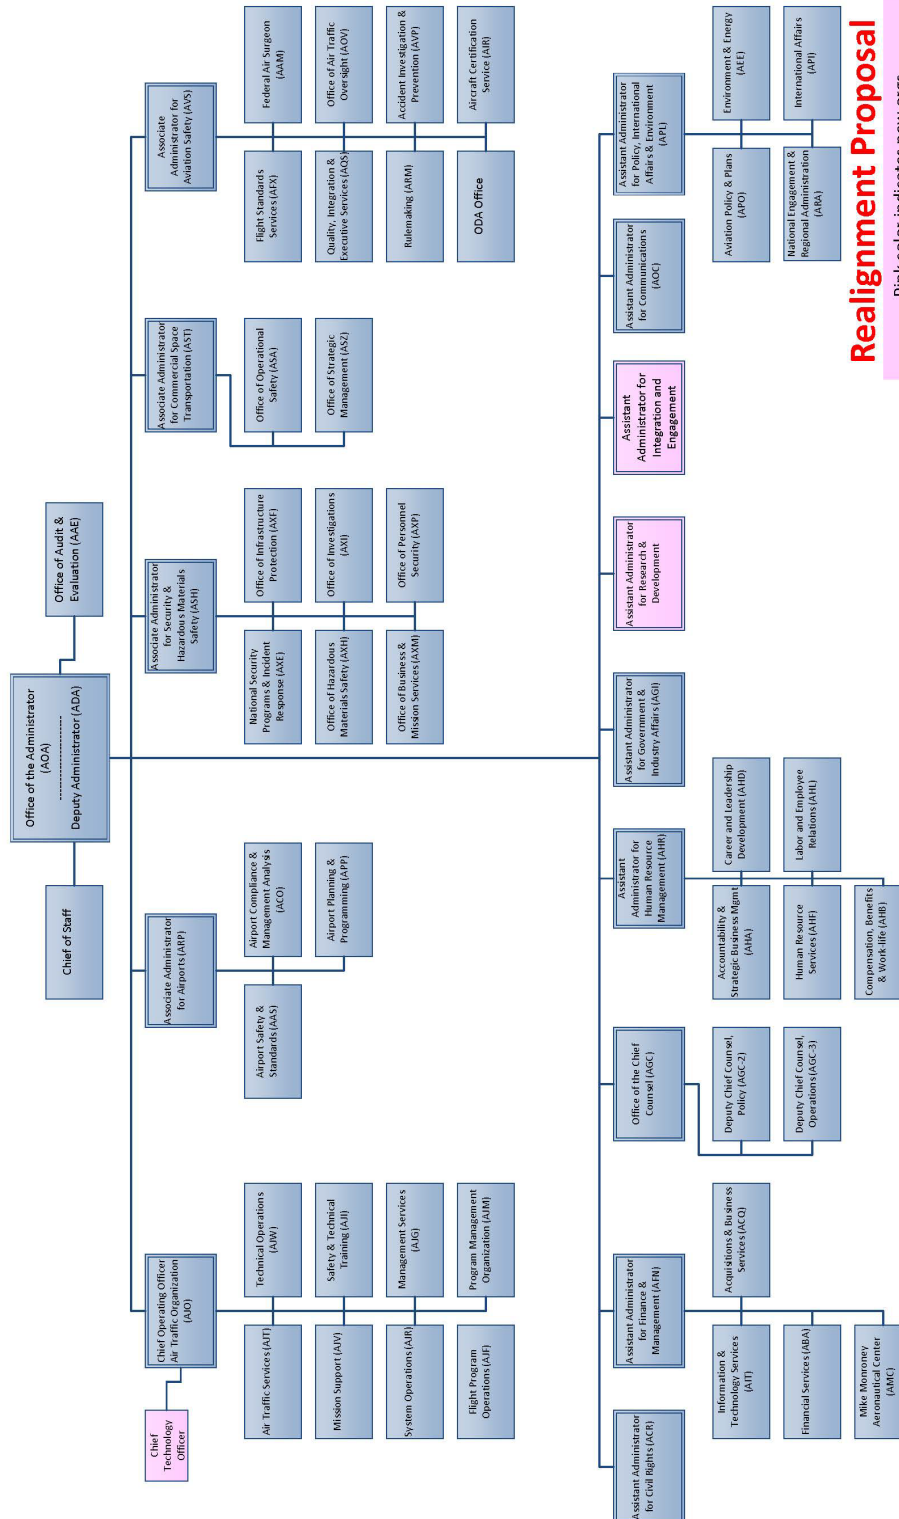 Office of the Administrator
(AOA)
----------------------
Deputy Administrator (ADA)
Chief of Staff
Office of Audit &
Evaluation (AAE)
Chief
Technology
Officer
Chief Operating Officer
Air Traffic Organization
(AJO)
Air Traffic Services (AJT)
Technical Operations
(AJW)
Mission Support (AJV)
Safety & Technical
Training (AJI)
System Operations (AJR)
Management Services
(AJG)
Flight Program
Operations (AJF)
Program Management
Organization (AJM)
Associate Administrator
for Airports (ARP)
Airport Safety &
Standards (AAS)
Airport Compliance &
Management Analysis
(ACO)
Airport Planning &
Programming (APP)
Associate Administrator
for Security &
Hazardous Materials
Safety (ASH)
National Security
Programs & Incident
Response (AXE)
Office of Infrastructure
Protection (AXF)
Office of Hazardous
Materials Safety (AXH)
Office of Investigations
(AXI)
Office of Business &
Mission Services (AXM)
Office of Personnel
Security (AXP)
Associate Administrator
for Commercial Space
Transportation (AST)
Office of Operational
Safety (ASA)
Office of Strategic
Management (ASZ)
Associate
Administrator for
Aviation Safety (AVS)
Flight Standards
Services (AFX)
Federal Air Surgeon
(AAM)
Quality, Integration &
Executive Services (AQS)
Office of Air Traffic
Oversight (AOV)
Rulemaking (ARM)
Accident Investigation &
Prevention (AVP)
ODA Office
Aircraft Certification
Service (AIR)
Assistant Administrator
for Civil Rights (ACR)
Assistant Administrator
for Finance &
Management (AFN)
Information &
Technology Services
(AIT)
Acquisitions & Business
Services (ACQ)
Financial Services (ABA)
Mike Monroney
Aeronautical Center
(AMC)
Office of the Chief
Counsel (AGC)
Deputy Chief Counsel,
Policy (AGC-2)
Deputy Chief Counsel,
Operations (AGC-3)
Assistant
Administrator for
Human Resource
Management (AHR)
Accountability &
Strategic Business Mgmt
(AHA)
Career and Leadership
Development (AHD)
Human Resource
Services (AHF)
Labor and Employee
Relations (AHL)
Compensation, Benefits
& Work-life (AHB)
Assistant Administrator
for Government &
Industry Affairs (AGI)
Assistant Administrator
for Research &
Development
Assistant
Administrator for
Integration and
Engagement
Assistant Administrator
for Communications
(AOC)
Assistant Administrator
for Policy, International
Affairs & Environment
(APL)
Aviation Policy & Plans
(APO)
Environment & Energy
(AEE)
National Engagement &
Regional Administration
(ARA)
International Affairs
(API)
Realignment Proposal
Pink color indicates new orgs